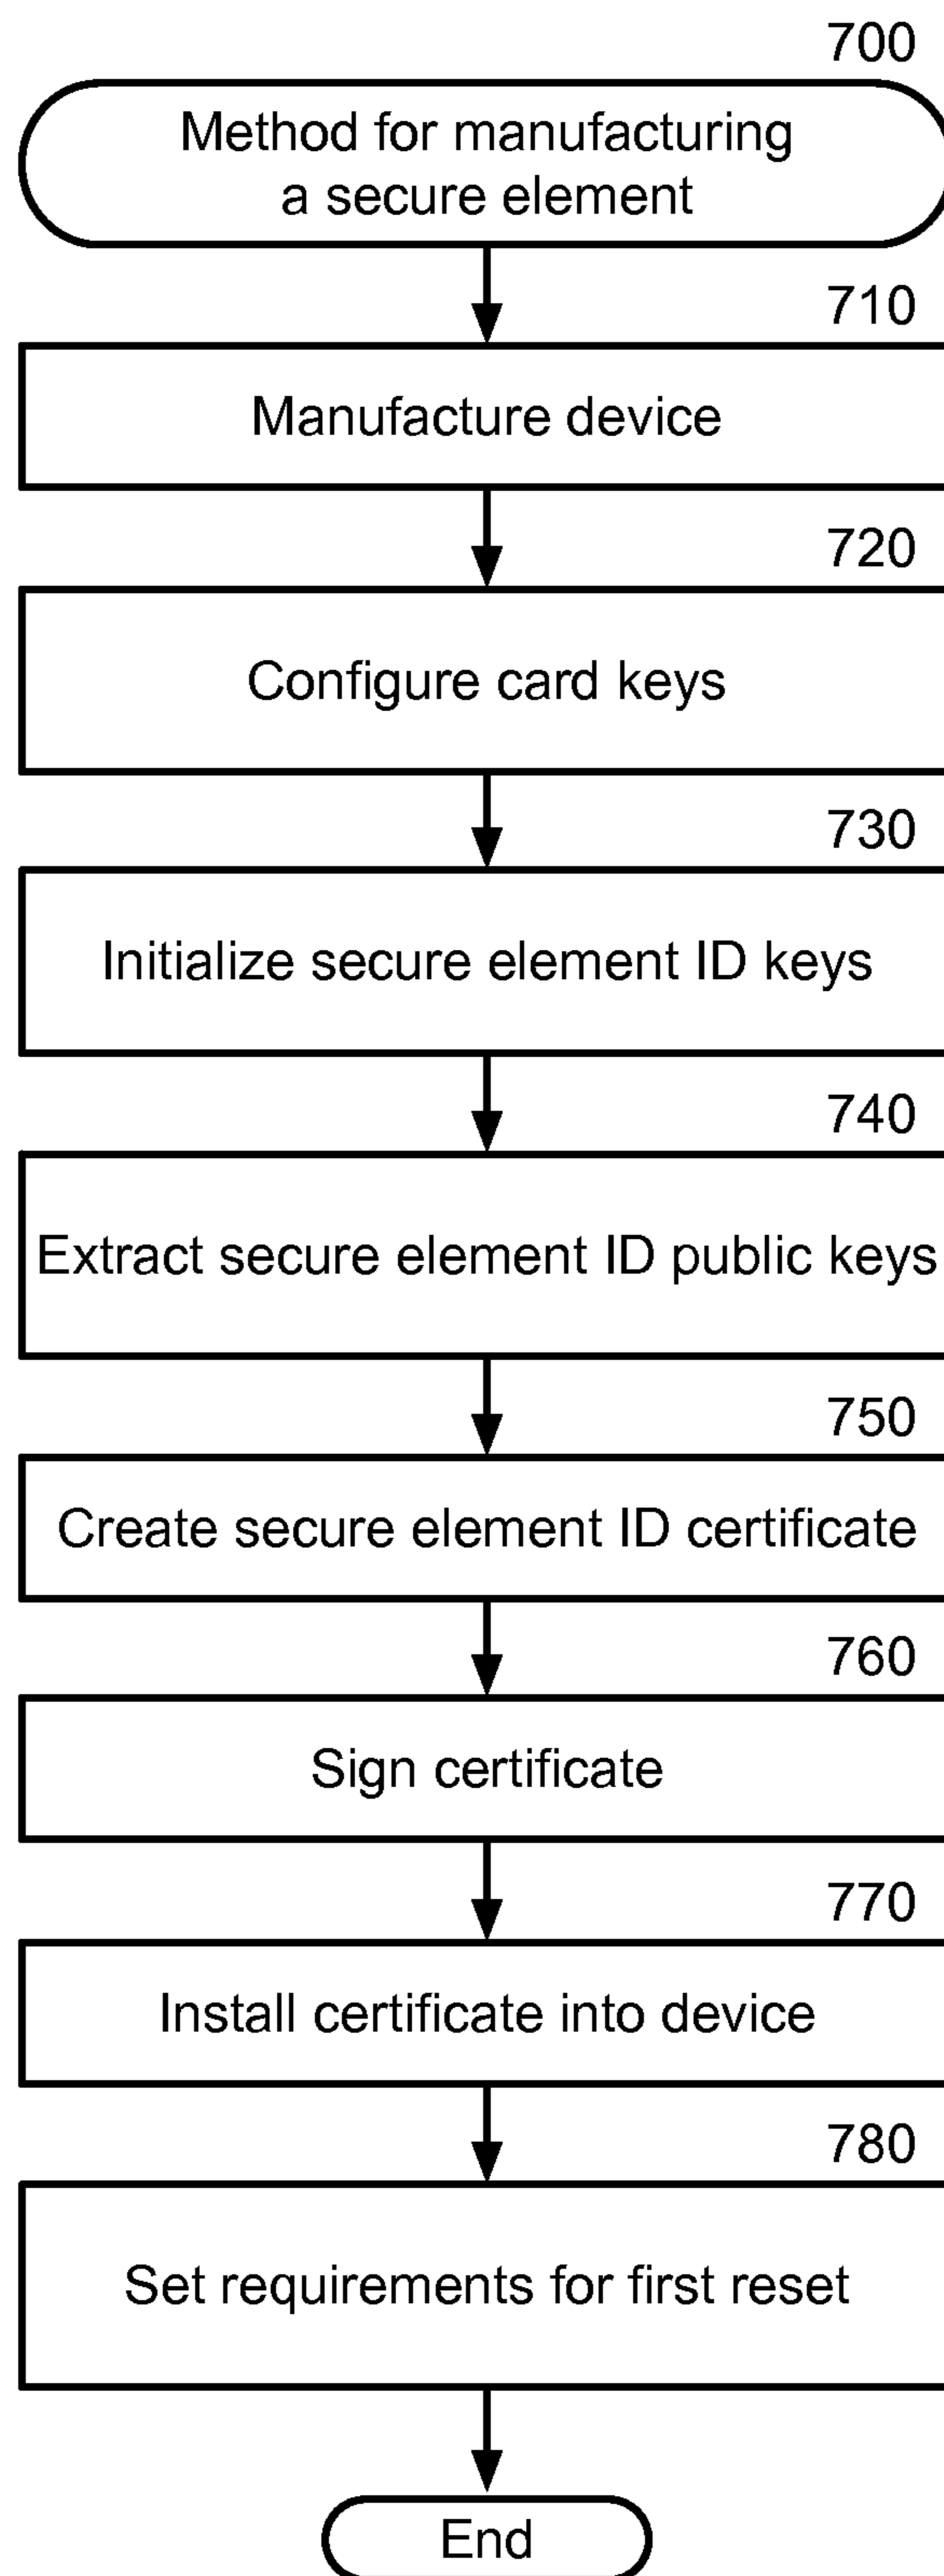 700
Method for manufacturing
a secure element
710
Manufacture device
720
Configure card keys
730
Initialize secure element ID keys
740
Extract secure element ID public keys
750
Create secure element ID certificate
760
Sign certificate
770
Install certificate into device
780
Set requirements for first reset
End